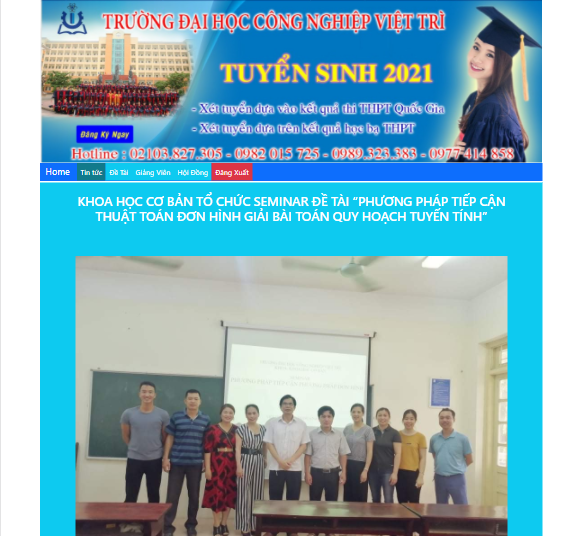 TRƯỜNG ĐẠI HỌC CÔNG NGHIỆP VIỆT TRÌ
TUYỂN SINH 2021
- Xét tuyển dựa vào kết quả thi THPT Quốc Gia
- Xét tuyển dựa trên kết quả học bạ THPT
Đăng Ký Ngay
Hotline : 02103.827.305 - 0982 015 725 - 0989.323.383 - 0977 414 858
Home Tin tức Đề Tài Giảng Viên Hội Đồng Đăng Xuất
KHOA HỌC CƠ BẢN TỔ CHỨC SEMINAR ĐỀ TÀI “PHƯƠNG PHÁP TIẾP CẬN
THUẬT TOÁN ĐƠN HÌNH GIẢI BÀI TOÁN QUY HOẠCH TUYẾN TÍNH”